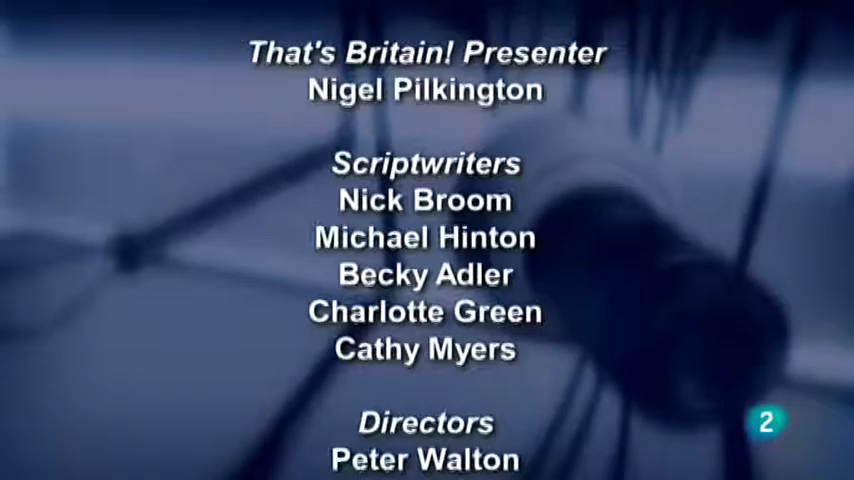 That's Britain! Presenter
Nigel Pilkington
Scriptwriters
Nick Broom
Michael Hinton
Becky Adler
Charlotte Green
Cathy Myers
Directors
Peter Walton
2